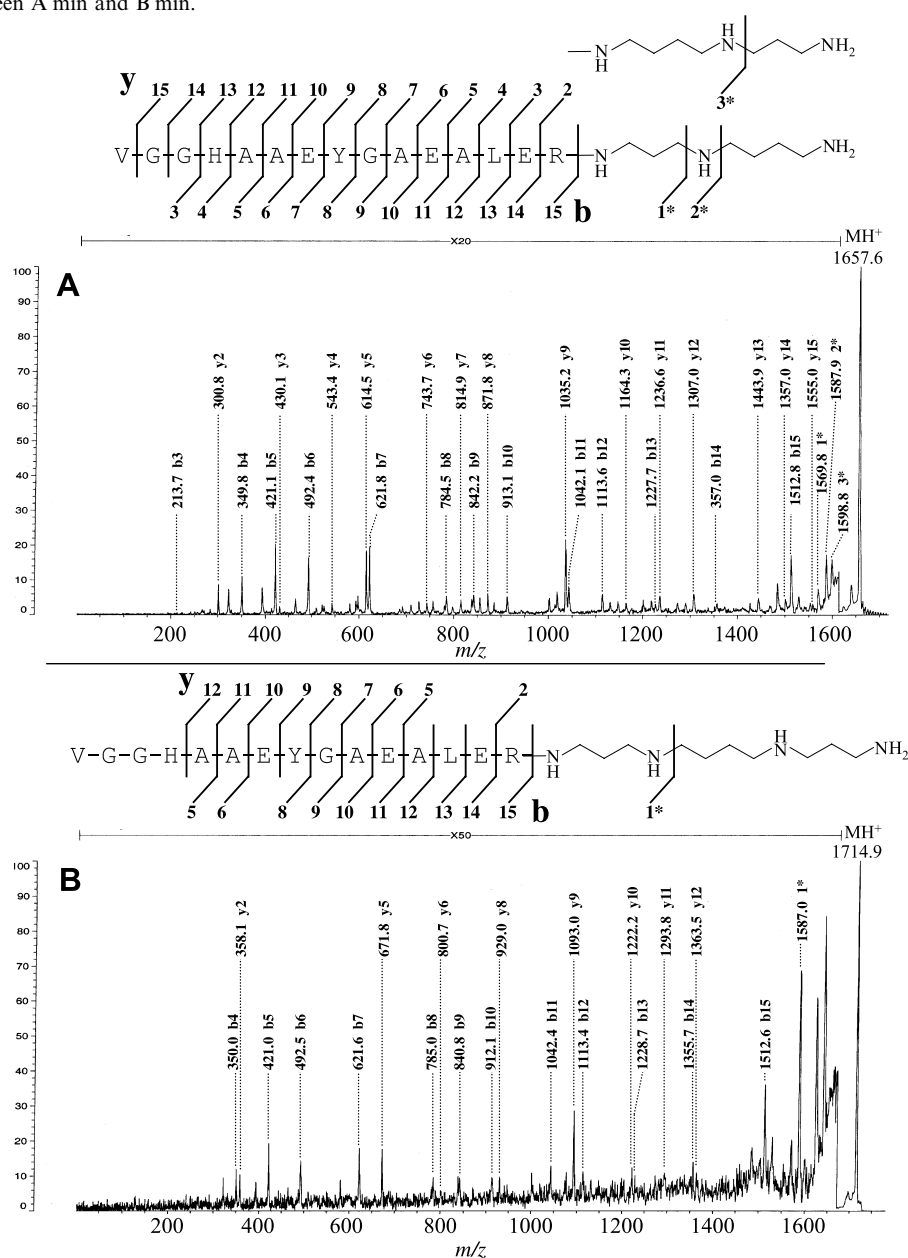 een A min and B min.
H
N
N
H
NH2
3*
y
15 14 13 12 11 10 9 8 7 6 5 4 3 2
V G G H A A E Y G A E A L E R N N NH2
H H
3 4 5 6 7 8 9 10 11 12 13 14 15 b 1* 2*
X20
MH+
1657.6
A
100
90
80
70
60
50
40
30
20
10
0
213.7 b3
300.8 y2
349.8 b4
421.1 b5
430.1 y3
492.4 b6
543.4 y4
614.5 y5
621.8 b7
743.7 y6
784.5 b8
814.9 y7
842.2 b9
871.8 y8
913.1 b10
1035.2 y9
1042.1 b11
1113.6 b12
1164.3 y10
1227.7 b13
1236.6 y11
1307.0 y12
357.0 b14
1443.9 y13
1357.0 y14
1512.8 b15
1555.0 y15
1569.8 1*
1587.9 2*
1598.8 3*
200 400 600 800 1000 1200 1400 1600
m/z
y
12 11 10 9 8 7 6 5 2
V G G H A A E Y G A E A L E R N N N NH2
H H H
5 6 8 9 10 11 12 13 14 15 b 1*
X50
MH+
1714.9
B
100
90
80
70
60
50
40
30
20
10
0
350.0 b4
358.1 y2
421.0 b5
492.5 b6
621.6 b7
671.8 y5
785.0 b8
800.7 y6
840.8 b9
912.1 b10
929.0 y8
1042.4 b11
1093.0 y9
1113.4 b12
1222.2 y10
1228.7 b13
1293.8 y11
1355.7 b14
1363.5 y12
1512.6 b15
1587.0 1*
200 400 600 800 1000 1200 1400 1600
m/z